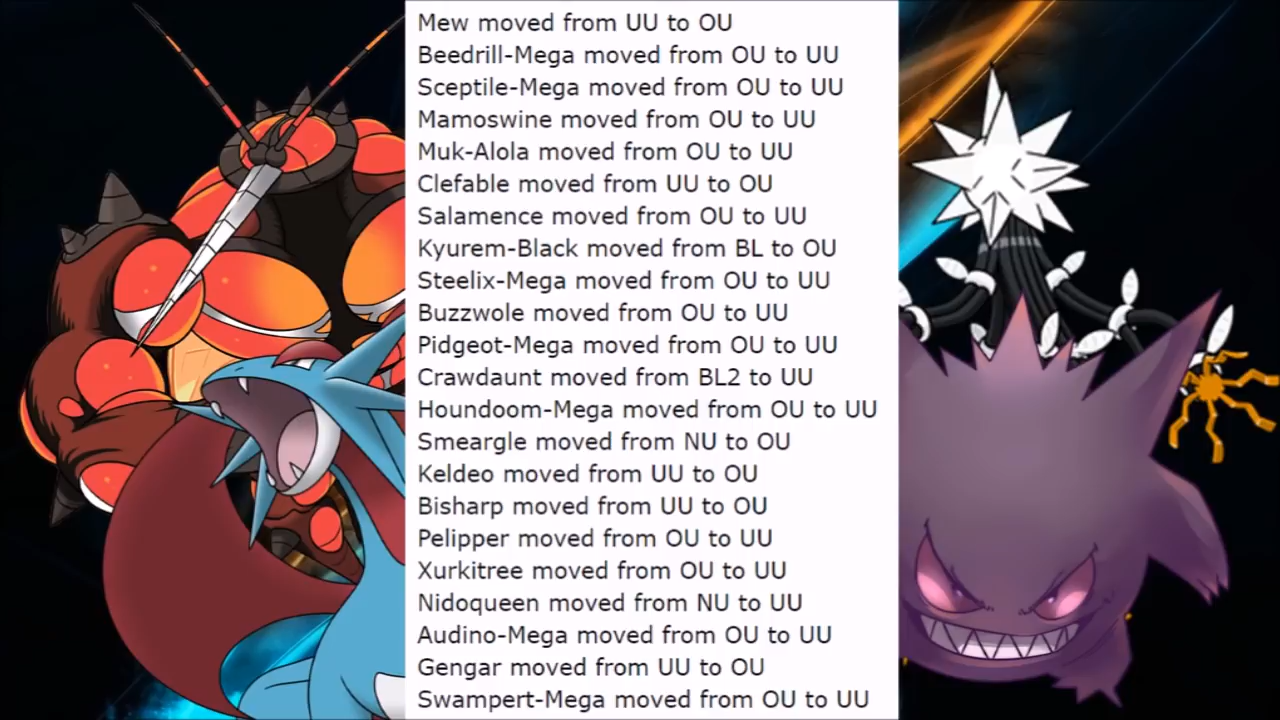 Mew moved from UU to OU
Beedrill-Mega moved from OU to UU
Sceptile-Mega moved from OU to UU
Mamoswine moved from OU to UU
Muk-Alola moved from OU to UU
Clefable moved from UU to OU
Salamence moved from OU to UU
Kyurem-Black moved from BL to OU
Steelix-Mega moved from OU to UU
Buzzwole moved from OU to UU
Pidgeot-Mega moved from OU to UU
Crawdaunt moved from BL2 to UU
Houndoom-Mega moved from OU to UU
Smeargle moved from NU to OU
Keldeo moved from UU to OU
Bisharp moved from UU to OU
Pelipper moved from OU to UU
Xurkitree moved from OU to UU
Nidoqueen moved from NU to UU
Audino-Mega moved from OU to UU
Gengar moved from UU to OU
Swampert-Mega moved from OU to UU